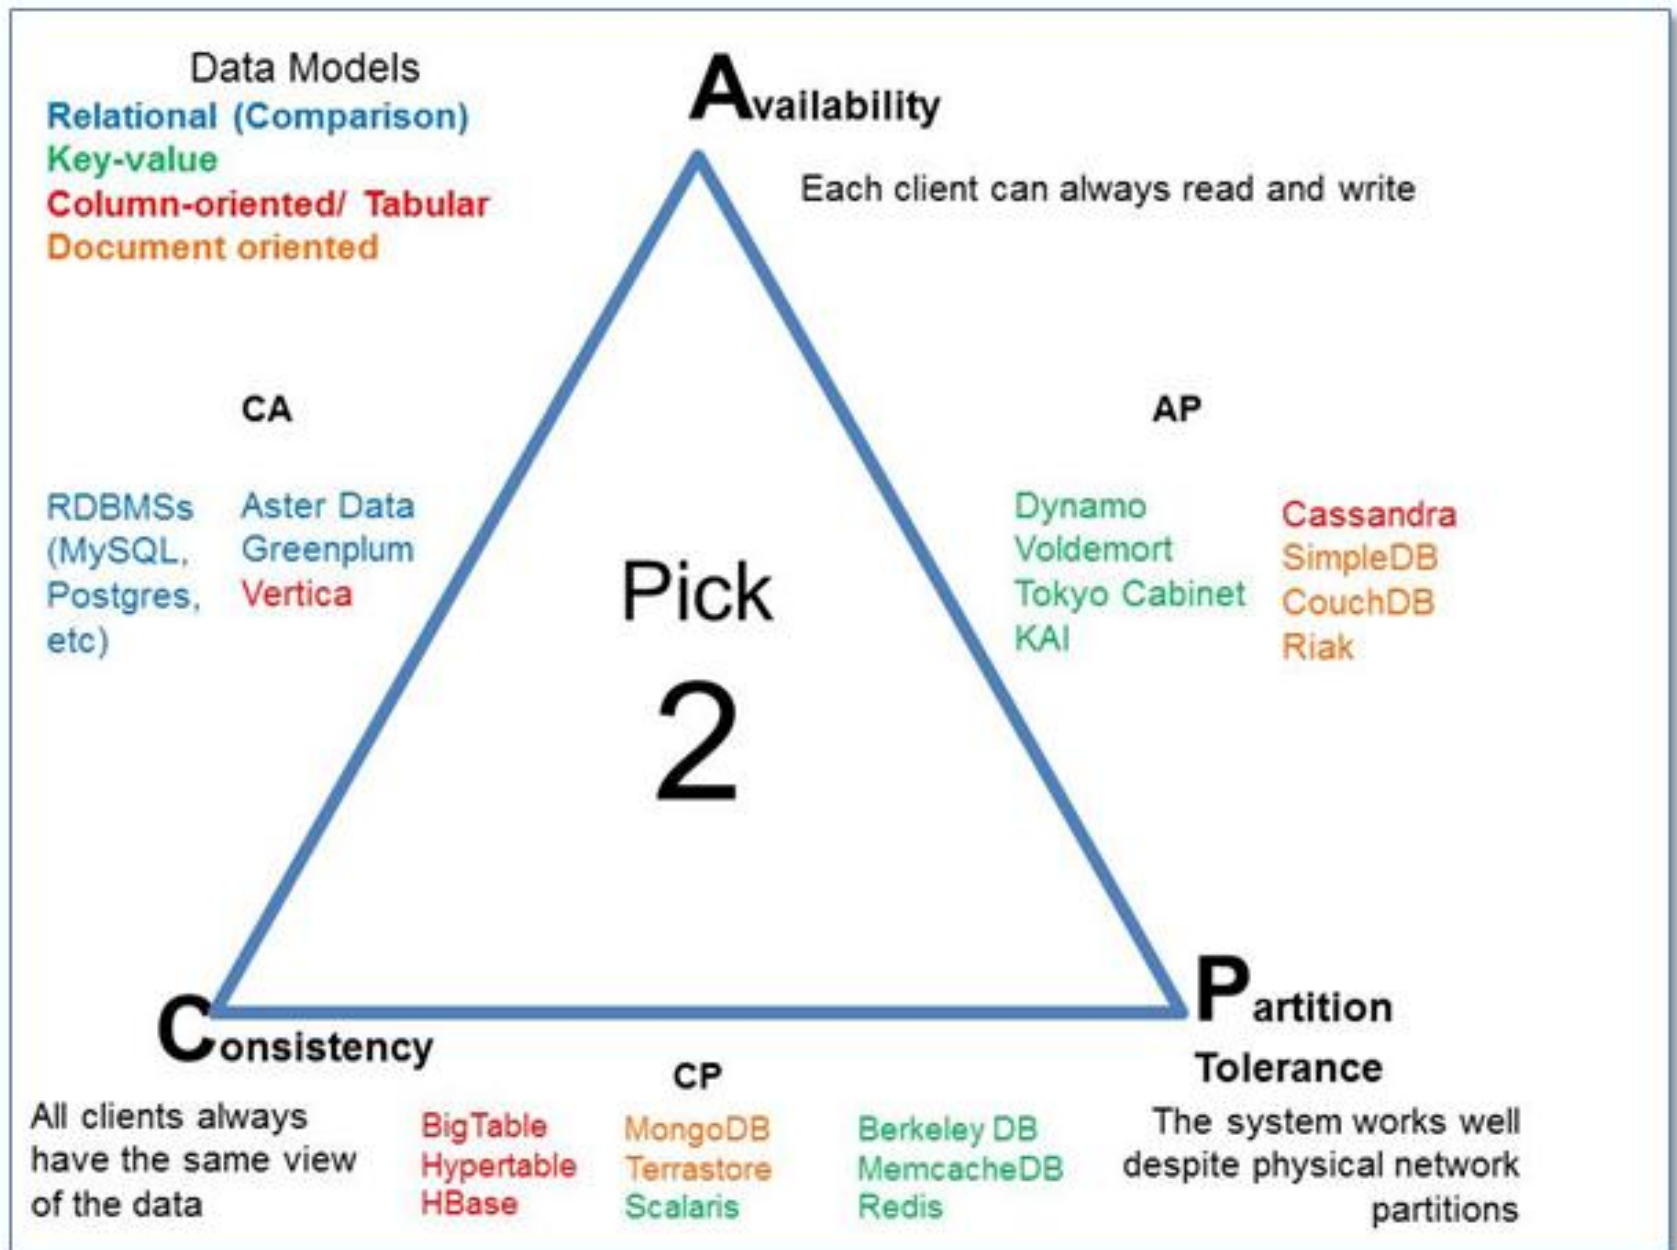 Data Models
Relational (Comparison)
Key-value
Column-oriented/ Tabular
Document oriented
Availability
Each client can always read and write
CA
RDBMSs
(MySQL,
Postgres,
etc)
Aster Data
Greenplum
Vertica
Pick
2
AP
Dynamo
Voldemort
Tokyo Cabinet
KAI
Cassandra
SimpleDB
CouchDB
Riak
Consistency
All clients always
have the same view
of the data
CP
BigTable
Hypertable
HBase
MongoDB
Terrastore
Scalaris
Berkeley DB
MemcacheDB
Redis
Partition
Tolerance
The system works well
despite physical network
partitions